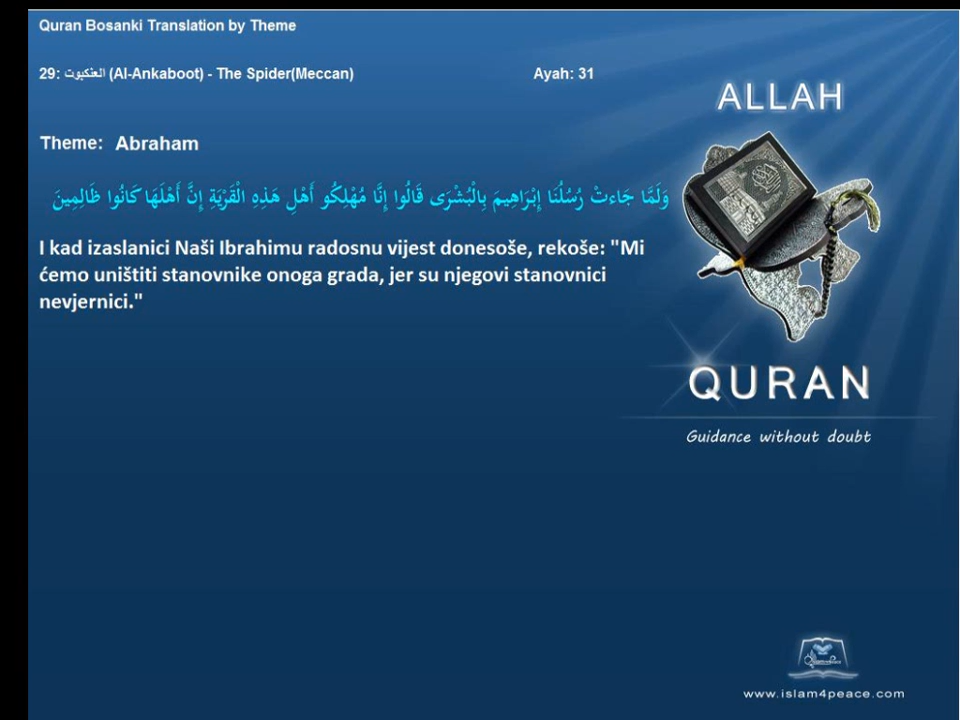 Quran Bosanki Translation by Theme
29: العنكبوت (Al-Ankaboot) - The Spider(Meccan) Ayah: 31
ALLAH
Theme: Abraham
وَلَمَّا جَاءتْ رُسُلُنَا إِبْرَاهِيمَ بِالْبُشْرَى قَالُوا إِنَّا مُهْلِكُو أَهْلِ هَذِهِ الْقَرْيَةِ إِنَّ أَهْلَهَا كَانُوا ظَالِمِينَ
I kad izaslanici Naši Ibrahimu radosnu vijest donesoše, rekoše: "Mi
ćemo uništiti stanovnike onoga grada, jer su njegovi stanovnici
nevjernici."
QURAN
Guidance without doubt
www.islam4peace.com